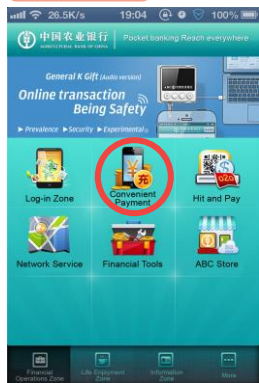 26.5K/s 19:04 100%
中国农业银行 Pocket banking Reach everywhere
AGRICULTURAL BANK OF CHINA
General K Gift (Audio version)
Online transaction
Being Safety
Prevalence Security Experimental
Log-in Zone
Convenient
Payment
Hit and Pay
充
Network Service
Financial Tools
ABC Store
Financial
Operations Zone
Life Enjoyment
Zone
Information
Zone
More